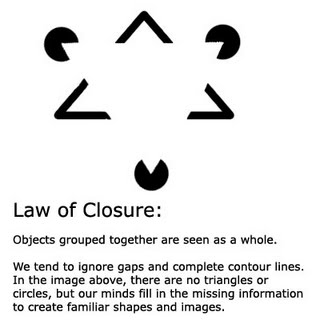 Law of Closure:
Objects grouped together are seen as a whole.
We tend to ignore gaps and complete contour lines.
In the image above, there are no triangles or
circles, but our minds fill in the missing information
to create familiar shapes and images.